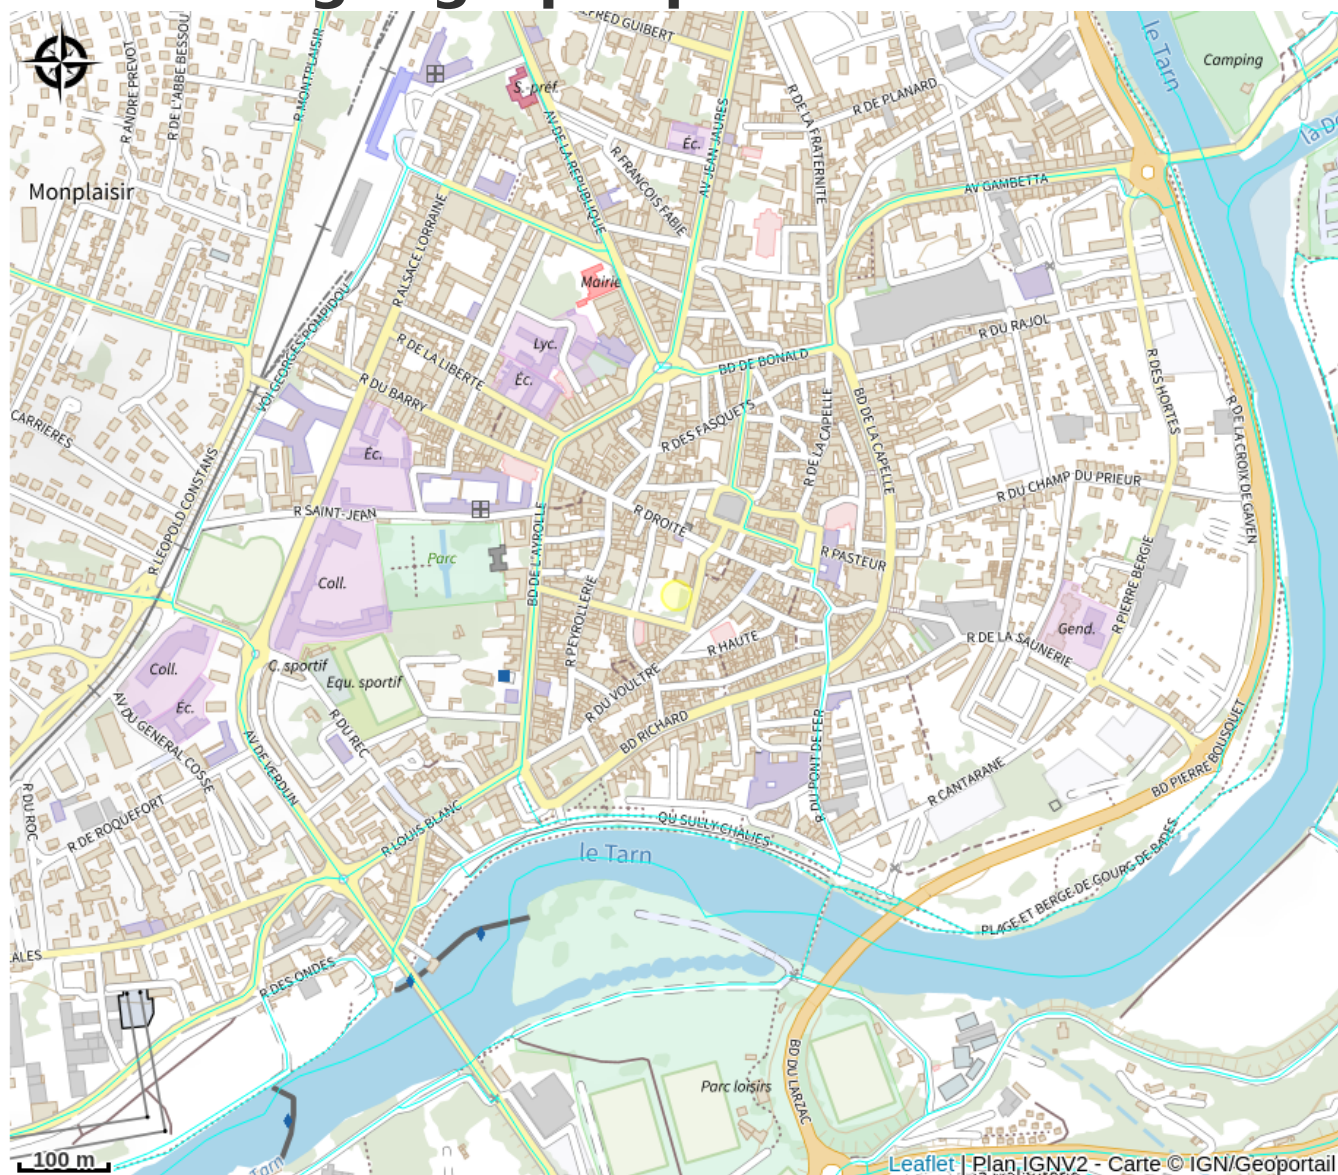 le Tarn
Camping
ALFRED GUIBERT
R MONTPLAISIR
R ANDRE PREVOT
R DE L'ABBE BESSOU
S.-préf.
R DE PLANARD
R DE LA FRATERNITE
AV DE LA REPUBLIQUE
AV JEAN JAURES
Éc.
R FRANCOIS FABIE
la Do
Monplaisir
AV GAMBETTA
R ALSACE LORRAINE
Mairie
VOI GEORGES POMPIDOU
R DU RAJOL
Lyc.
R DE LA LIBERTE
BD DE BONALD
Éc.
R DU BARRY
R DES HORTES
CARRIERES
R DES FASQUETS
R DE LA CAPELLE
BD DE LA CAPELLE
R DE LA CROIX DE GAVEN
Éc.
R LEOPOLD CONSTANS
R DU CHAMP DU PRIEUR
R SAINT-JEAN
R DROITE
Parc
R PASTEUR
BD DE L'AYROLLE
Coll.
R PEYROLLERIE
R PIERRE BERGIE
Gend.
R HAUTE
R DE LA SAUNERIE
Coll.
C. sportif
Equ. sportif
R DU VOULTRE
Éc.
AV DU GENERAL COSSE
R DU REC
BD RICHARD
AV DE VERDUN
R DU PONT DE FER
BD PIERRE BOUSQUET
R DU ROC
R DE ROQUEFORT
R CANTARANE
R LOUIS BLANC
QU SULLY CHALIES
le Tarn
PLAGE ET BERGE DE GOURG DE BADES
ALES
R DES ONDES
BD DU LARZAC
Parc loisirs
100 m
Tarn
Leaflet | Plan IGNV2 - Carte © IGN/Geoportail